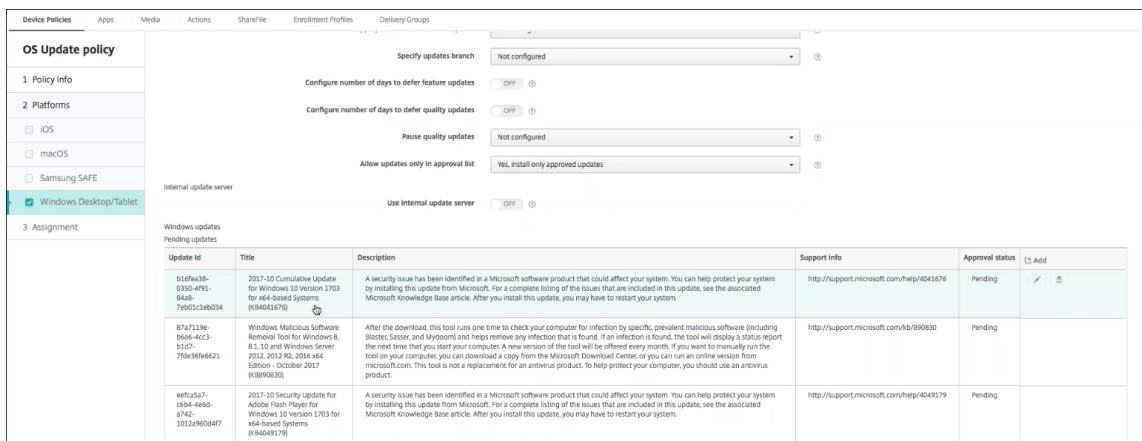 Device Policies Apps Media Actions ShareFile Enrollment Profiles Delivery Groups
OS Update policy
1 Policy Info
2 Platforms
iOS
macOS
Samsung SAFE
Windows Desktop/Tablet
3 Assignment
Specify updates branch Not configured
Configure number of days to defer feature updates OFF
Configure number of days to defer quality updates OFF
Pause quality updates Not configured
Allow updates only in approval list Yes, install only approved updates
Internal update server
Use internal update server OFF
Windows updates
Pending updates
Update Id Title Description Support info Approval status Add
b16fea38-
0350-4f91-
84a8-
7eb01c1eb034
2017-10 Cumulative Update
for Windows 10 Version 1703
for x64-based Systems
(KB4041676)
A security issue has been identified in a Microsoft software product that could affect your system. You can help protect your system
by installing this update from Microsoft. For a complete listing of the issues that are included in this update, see the associated
Microsoft Knowledge Base article. After you install this update, you may have to restart your system.
http://support.microsoft.com/help/4041676
Pending
87a7119e-
b6a6-4cc3-
b1d7-
7fde36fe6621
Windows Malicious Software
Removal Tool for Windows 8,
8.1, 10 and Windows Server
2012, 2012 R2, 2016 x64
Edition - October 2017
(KB890830)
After the download, this tool runs one time to check your computer for infection by specific, prevalent malicious software (including
Blaster, Sasser, and Mydoom) and helps remove any infection that is found. If an infection is found, the tool will display a status report
the next time that you start your computer. A new version of the tool will be offered every month. If you want to manually run the
tool on your computer, you can download a copy from the Microsoft Download Center, or you can run an online version from
microsoft.com. This tool is not a replacement for an antivirus product. To help protect your computer, you should use an antivirus
product.
http://support.microsoft.com/kb/890830
Pending
eefca5a7-
c6b4-4e6d-
a742-
1012a960d4f7
2017-10 Security Update for
Adobe Flash Player for
Windows 10 Version 1703 for
x64-based Systems
(KB4049179)
A security issue has been identified in a Microsoft software product that could affect your system. You can help protect your system
by installing this update from Microsoft. For a complete listing of the issues that are included in this update, see the associated
Microsoft Knowledge Base article. After you install this update, you may have to restart your system.
http://support.microsoft.com/help/4049179
Pending